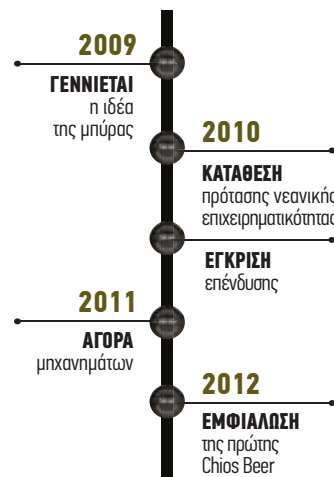 2009
ΓΕΝΝΙΕΤΑΙ
η ιδέα
της μπύρας
2010
ΚΑΤΑΘΕΣΗ
πρότασης νεανικής
επιχειρηματικότητας
ΕΓΚΡΙΣΗ
επένδυσης
2011
ΑΓΟΡΑ
μηχανημάτων
2012
ΕΜΦΙΑΛΩΣΗ
της πρώτης
Chios Beer